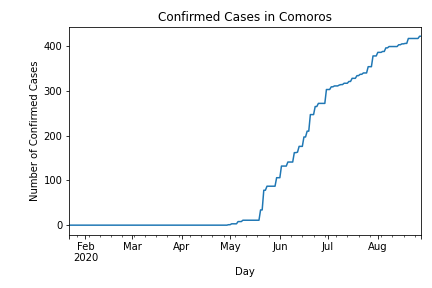 Confirmed Cases in Comoros
Number of Confirmed Cases
400
300
200
100
0
Feb Mar Apr May Jun Jul Aug
2020
Day